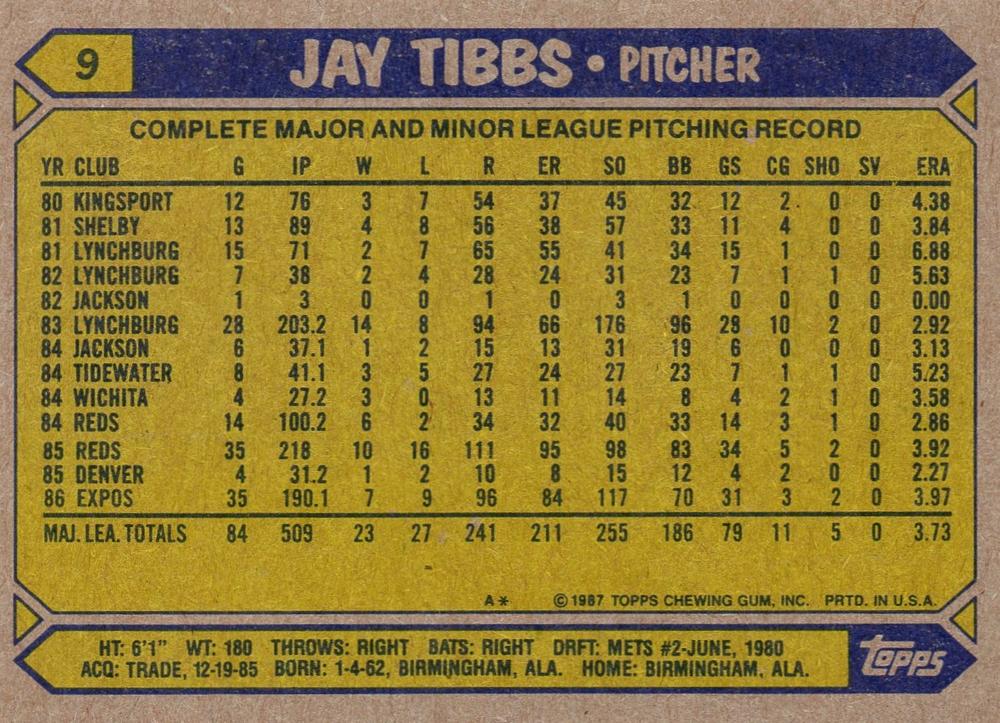 9 JAY TIBBS • PITCHER
COMPLETE MAJOR AND MINOR LEAGUE PITCHING RECORD
YR CLUB G IP W L R ER SO BB GS CG SHO SV ERA
80 KINGSPORT 12 76 3 7 54 37 45 32 12 2 0 0 4.38
81 SHELBY 13 89 4 8 56 38 57 33 11 4 0 0 3.84
81 LYNCHBURG 15 71 2 7 65 55 41 34 15 1 0 0 6.88
82 LYNCHBURG 7 38 2 4 28 24 31 23 7 1 1 0 5.63
82 JACKSON 1 3 0 0 1 0 3 1 0 0 0 0 0.00
83 LYNCHBURG 28 203.2 14 8 94 66 176 96 28 10 2 0 2.92
84 JACKSON 6 37.1 1 2 15 13 31 19 6 0 0 0 3.13
84 TIDEWATER 8 41.1 3 5 27 24 27 23 7 1 1 0 5.23
84 WICHITA 4 27.2 3 0 13 11 14 8 4 2 1 0 3.58
84 REDS 14 100.2 6 2 34 32 40 33 14 3 1 0 2.86
85 REDS 35 218 10 16 111 95 98 83 34 5 2 0 3.92
85 DENVER 4 31.2 1 2 10 8 15 12 4 2 0 0 2.27
86 EXPOS 35 190.1 7 9 96 84 117 70 31 3 2 0 3.97
MAJ. LEA. TOTALS 84 509 23 27 241 211 255 186 79 11 5 0 3.73
A* © 1987 TOPPS CHEWING GUM, INC. PRTD. IN U.S.A.
HT: 6'1" WT: 180 THROWS: RIGHT BATS: RIGHT DRFT: METS #2-JUNE, 1980
ACQ: TRADE, 12-19-85 BORN: 1-4-62, BIRMINGHAM, ALA. HOME: BIRMINGHAM, ALA.
topps